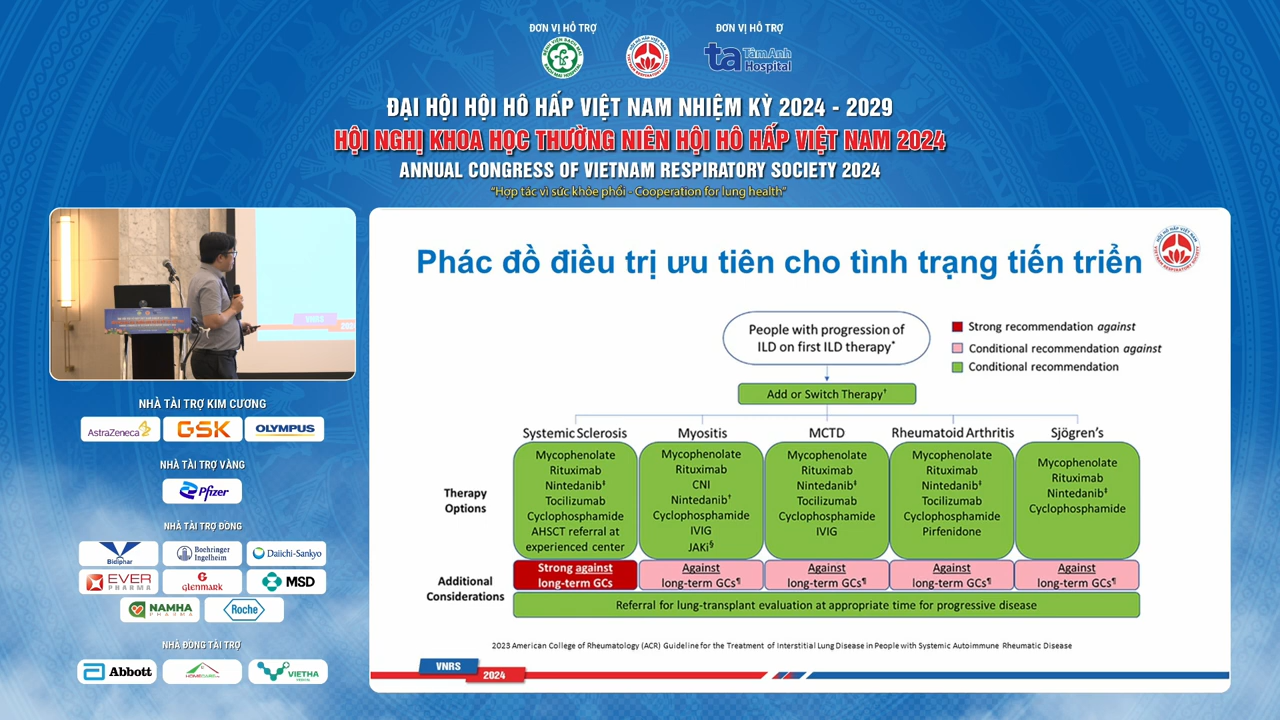 ĐƠN VỊ HỖ TRỢ
ĐƠN VỊ HỖ TRỢ
ta TâmAnh
Hospital
ĐẠI HỘI HỘI HÔ HẤP VIỆT NAM NHIỆM KỲ 2024 - 2029
HỘI NGHỊ KHOA HỌC THƯỜNG NIÊN HỘI HÔ HẤP VIỆT NAM 2024
ANNUAL CONGRESS OF VIETNAM RESPIRATORY SOCIETY 2024
"Hợp tác vì sức khỏe phổi - Cooperation for lung health"
VNRS
NHÀ TÀI TRỢ KIM CƯƠNG
AstraZeneca
GSK
OLYMPUS
NHÀ TÀI TRỢ VÀNG
Pfizer
NHÀ TÀI TRỢ ĐỒNG
Bidiphar
Boehringer
Ingelheim
Daiichi-Sankyo
EVER
PHARMA
GLENMARK
MSD
NAMHA
PHARMA
Roche
NHÀ ĐỒNG TÀI TRỢ
Abbott
VIETHA
Phác đồ điều trị ưu tiên cho tình trạng tiến triển
People with progression of
ILD on first ILD therapy*
Strong recommendation against
Conditional recommendation against
Conditional recommendation
Add or Switch Therapy†
Systemic Sclerosis
Myositis
MCTD
Rheumatoid Arthritis
Sjögren's
Therapy
Options
Mycophenolate
Rituximab
Nintedanib‡
Tocilizumab
Cyclophosphamide
AHSCT referral at
experienced center
Mycophenolate
Rituximab
CNI
Nintedanib†
Cyclophosphamide
IVIG
JAKi§
Mycophenolate
Rituximab
Nintedanib‡
Tocilizumab
Cyclophosphamide
IVIG
Mycophenolate
Rituximab
Nintedanib‡
Tocilizumab
Cyclophosphamide
Pirfenidone
Mycophenolate
Rituximab
Nintedanib‡
Cyclophosphamide
Additional
Considerations
Strong against
long-term GCs
Against
long-term GCs¶
Against
long-term GCs¶
Against
long-term GCs¶
Against
long-term GCs¶
Referral for lung-transplant evaluation at appropriate time for progressive disease
2023 American College of Rheumatology (ACR) Guideline for the Treatment of Interstitial Lung Disease in People with Systemic Autoimmune Rheumatic Disease
VNRS
2024